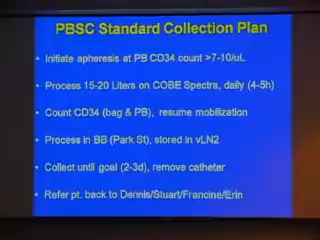 PBSC Standard Collection Plan
• Initiate apheresis at PB CD34 count >7-10/uL
• Process 15-20 Liters on COBE Spectra, daily (4-5h)
• Count CD34 (bag & PB), resume mobilization
• Process in BB (Park St), stored in vLN2
• Collect until goal (2-3d), remove catheter
• Refer pt. back to Dennis/Stuart/Francine/Erin